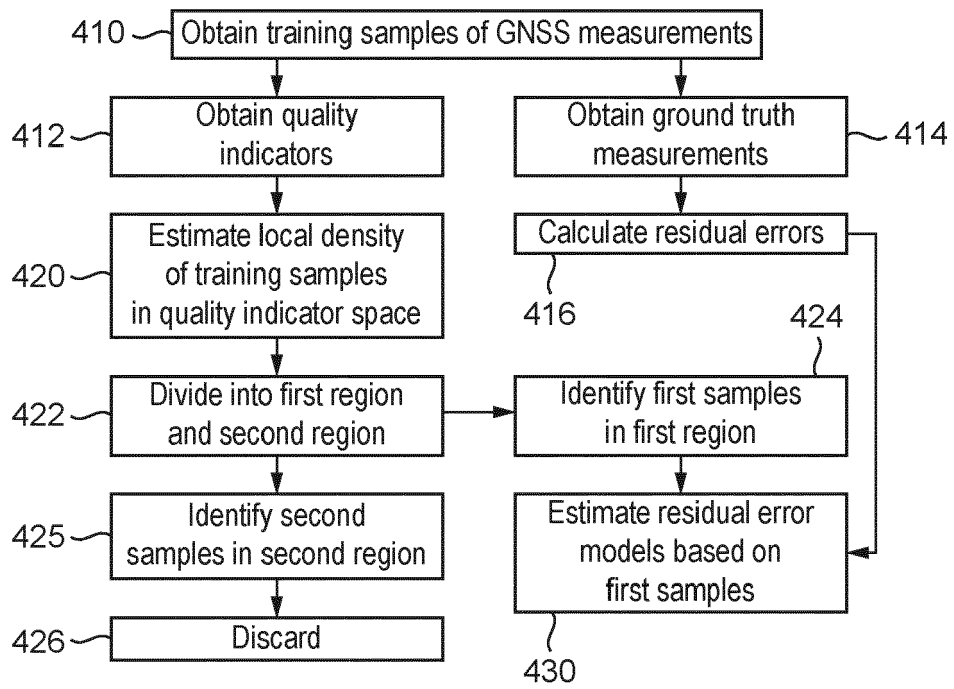 410
Obtain training samples of GNSS measurements
412
Obtain quality
indicators
Obtain ground truth
measurements
414
420
Estimate local density
of training samples
in quality indicator space
Calculate residual errors
416
424
422
Divide into first region
and second region
Identify first samples
in first region
425
Identify second
samples in second region
Estimate residual error
models based on
first samples
430
426
Discard